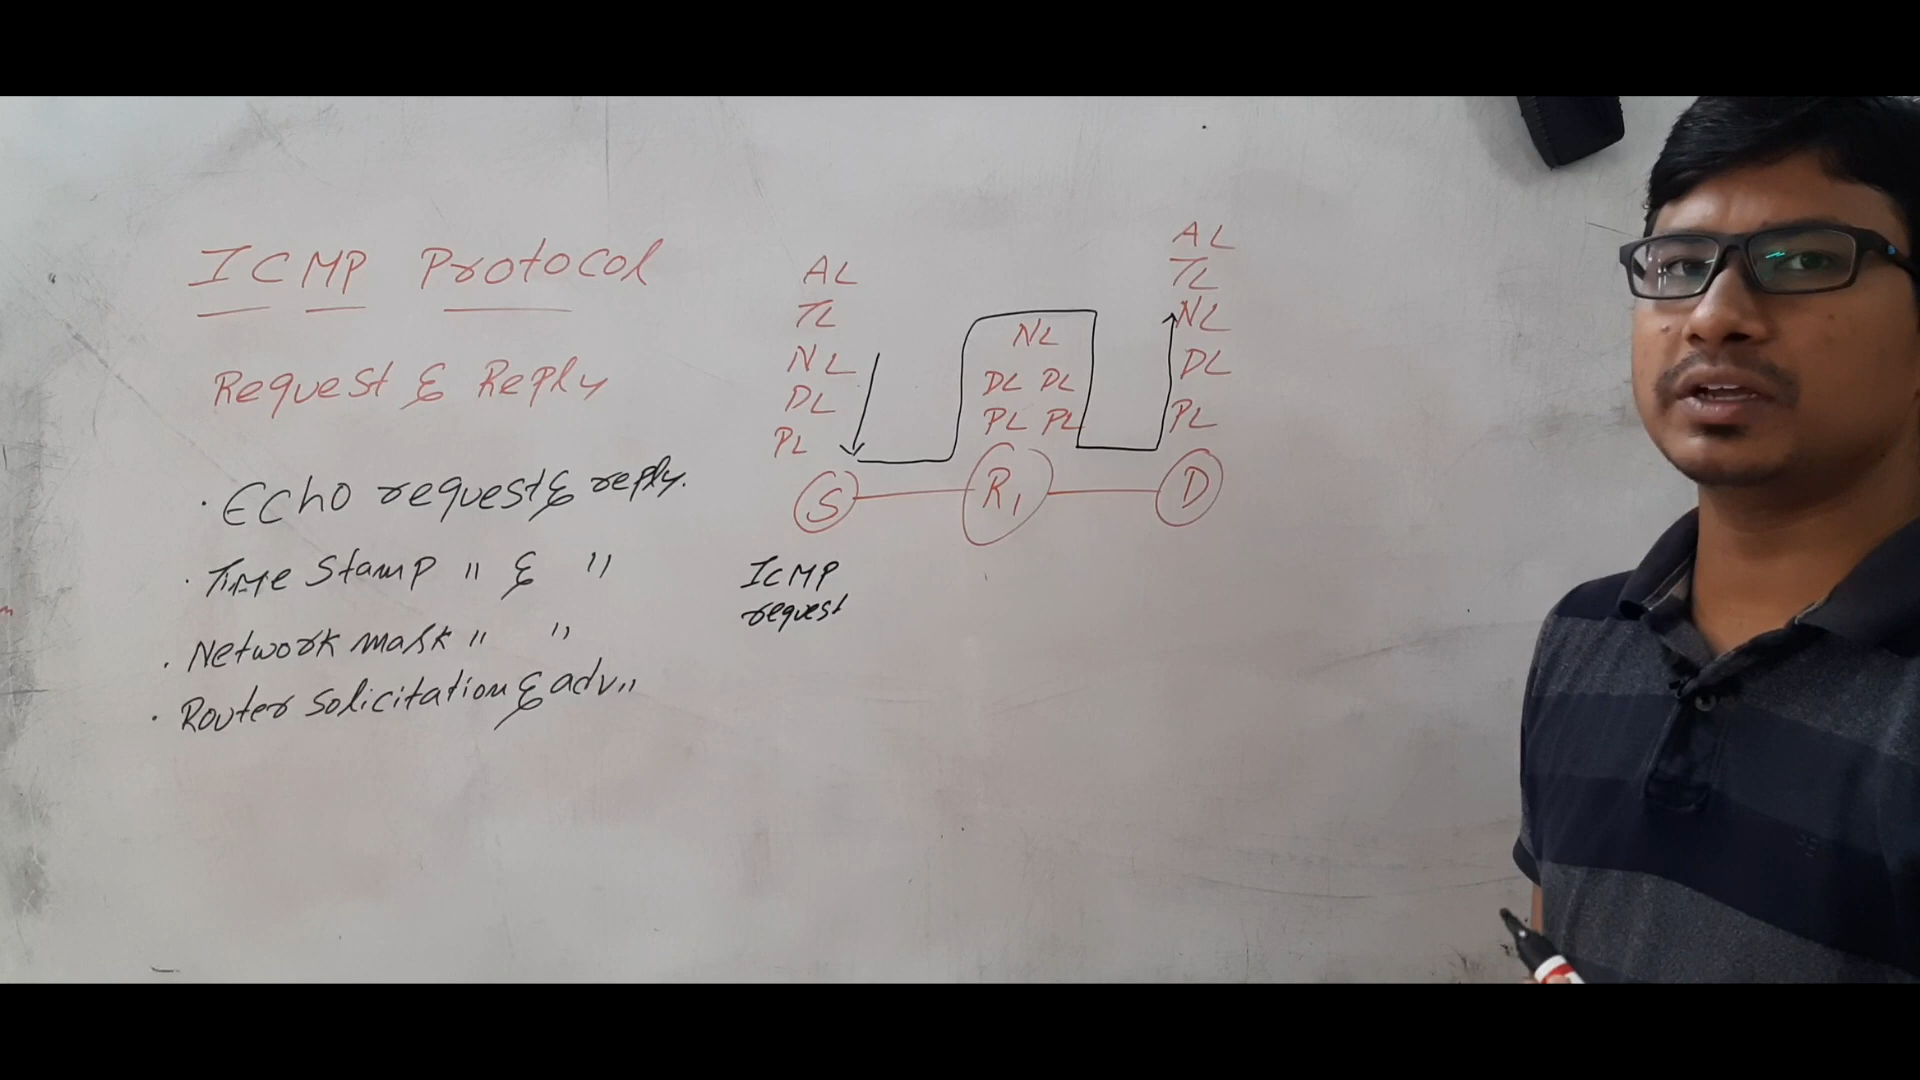 ICMP Protocol
Request & Reply
· Echo request & reply.
· Time Stamp " & "
· Network mask " "
· Router solicitation & adv"
AL
TL
NL
DL
PL
S
ICMP
request
NL
DL DL
PL PL
R1
AL
TL
NL
DL
PL
D